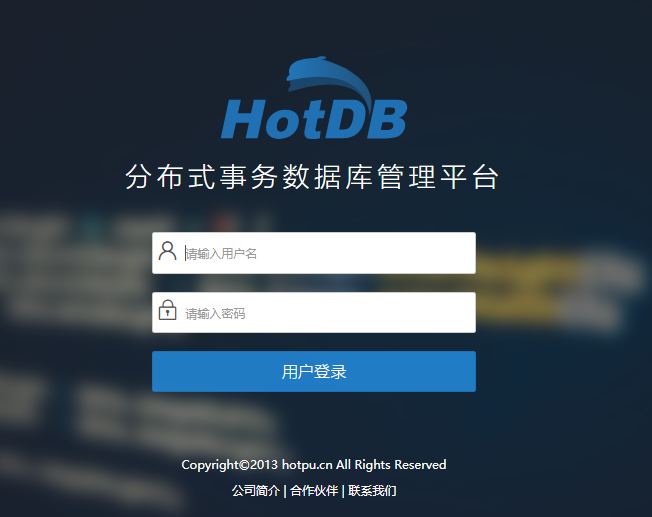 HotDB
分布式事务数据库管理平台
请输入用户名
请输入密码
用户登录
Copyright©2013 hotpu.cn All Rights Reserved
公司简介 | 合作伙伴 | 联系我们